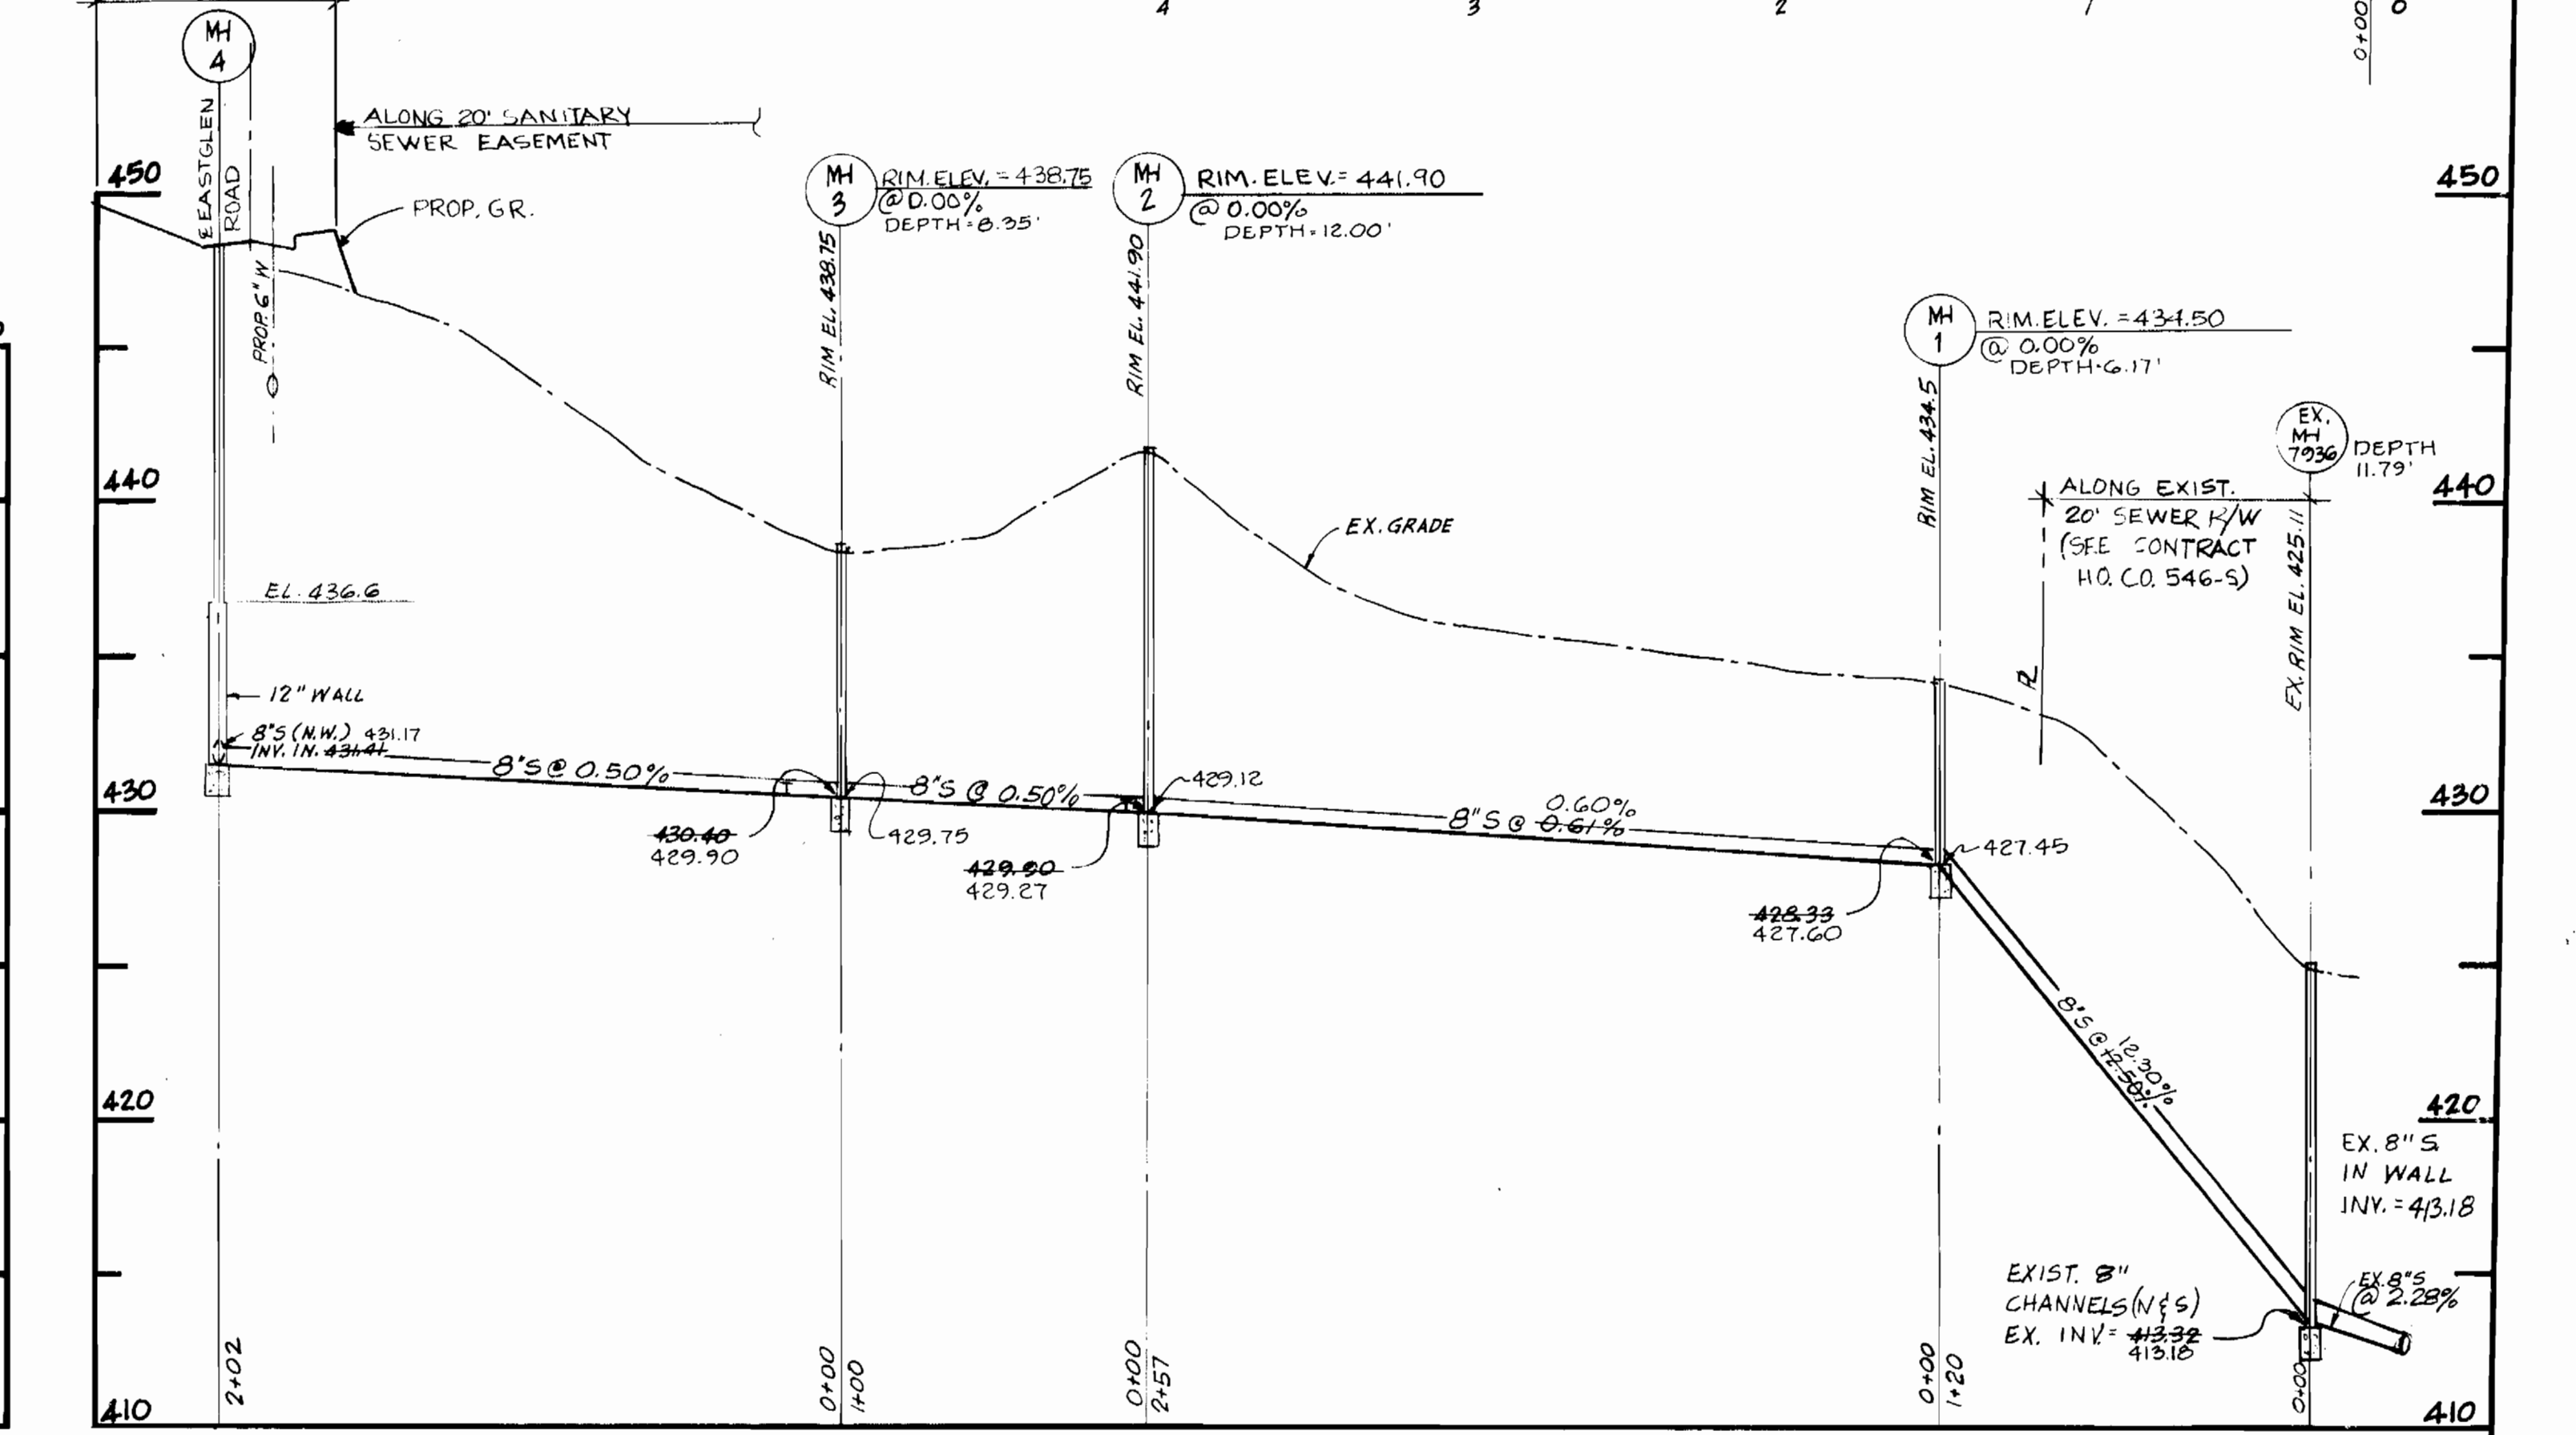 4
3
2
1
0+00
0
MH
4
℄ EASTGLEN
ROAD
ALONG 20' SANITARY
SEWER EASEMENT
PROP. GR.
PROP. 6" W
MH
3
RIM. ELEV. = 438.75
@ 0.00%
DEPTH = 8.35'
RIM EL. 438.75
MH
2
RIM. ELEV. = 441.90
@ 0.00%
DEPTH = 12.00'
RIM EL. 441.90
MH
1
RIM. ELEV. = 434.50
@ 0.00%
DEPTH = 6.17'
RIM EL. 434.5
EX.
MH
7936
DEPTH
11.79'
ALONG EXIST.
20' SEWER R/W
(SEE CONTRACT
HO. CO. 546-S)
EX. RIM EL. 425.11
EX. GRADE
450
450
440
440
430
430
420
420
410
410
EL. 436.6
12" WALL
8"S (N.W.) 431.17
INV. IN. 431.41
8"S @ 0.50%
430.40
429.90
429.75
8"S @ 0.50%
429.90
429.27
429.12
0.60%
8"S @ 0.61%
428.33
427.60
427.45
12.30%
8"S @ 12.50%
EX. 8" S.
IN WALL
INV. = 413.18
EXIST. 8"
CHANNELS (N & S)
EX. INV. = 413.32
413.18
EX. 8"S
@ 2.28%
2+02
0+00
1+00
0+00
2+57
0+00
1+20
0+00